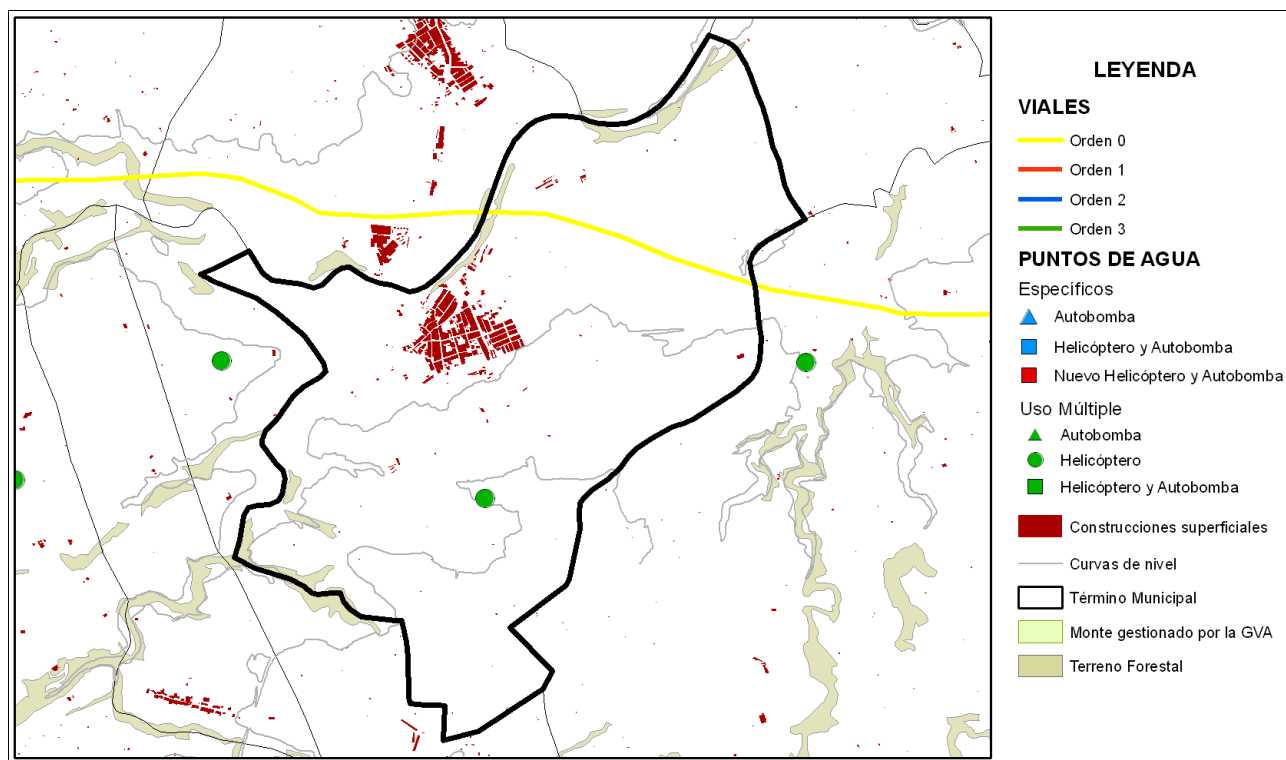 LEYENDA
VIALES
Orden 0
Orden 1
Orden 2
Orden 3
PUNTOS DE AGUA
Específicos
Autobomba
Helicóptero y Autobomba
Nuevo Helicóptero y Autobomba
Uso Múltiple
Autobomba
Helicóptero
Helicóptero y Autobomba
Construcciones superficiales
Curvas de nivel
Término Municipal
Monte gestionado por la GVA
Terreno Forestal